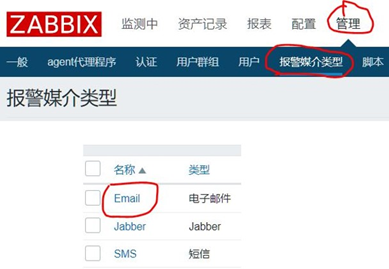 ZABBIX 监测中 资产记录 报表 配置 管理
一般 agent代理程序 认证 用户群组 用户 报警媒介类型 脚本
报警媒介类型
名称 类型
Email 电子邮件
Jabber Jabber
SMS 短信